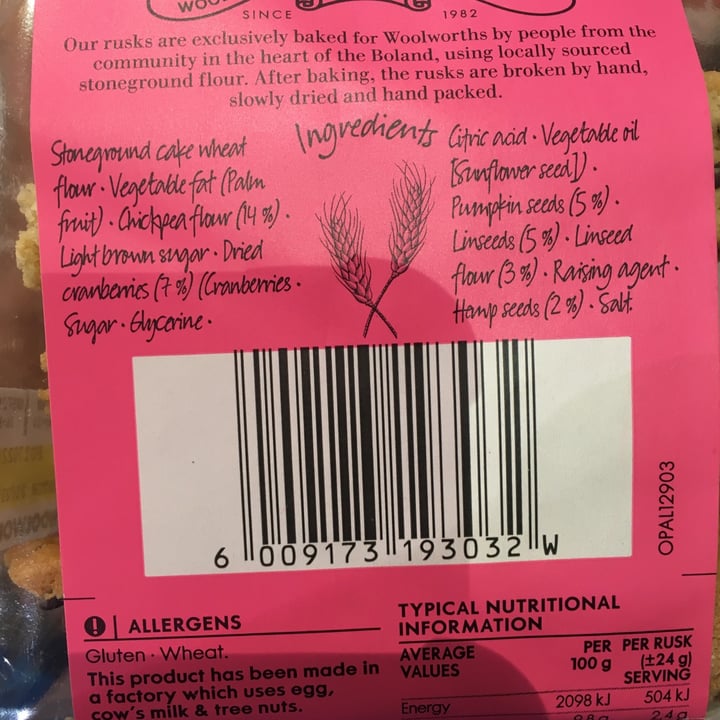 SINCE 1982
Our rusks are exclusively baked for Woolworths by people from the
community in the heart of the Boland, using locally sourced
stoneground flour. After baking, the rusks are broken by hand,
slowly dried and hand packed.
Ingredients
Stoneground cake wheat
flour · Vegetable fat (Palm
fruit) · Chickpea flour (14 %) ·
Light brown sugar · Dried
cranberries (7 %) (Cranberries ·
Sugar · Glycerine ·
Citric acid · Vegetable oil
[Sunflower seed]) ·
Pumpkin seeds (5 %) ·
Linseeds (5 %) · Linseed
flour (3 %) · Raising agent ·
Hemp seeds (2 %) · Salt.
6 009173 193032 W
OPAL12903
ALLERGENS
Gluten · Wheat.
This product has been made in
a factory which uses egg,
cow's milk & tree nuts.
TYPICAL NUTRITIONAL
INFORMATION
AVERAGE VALUES PER 100 g PER RUSK (±24 g) SERVING
Energy 2098 kJ 504 kJ